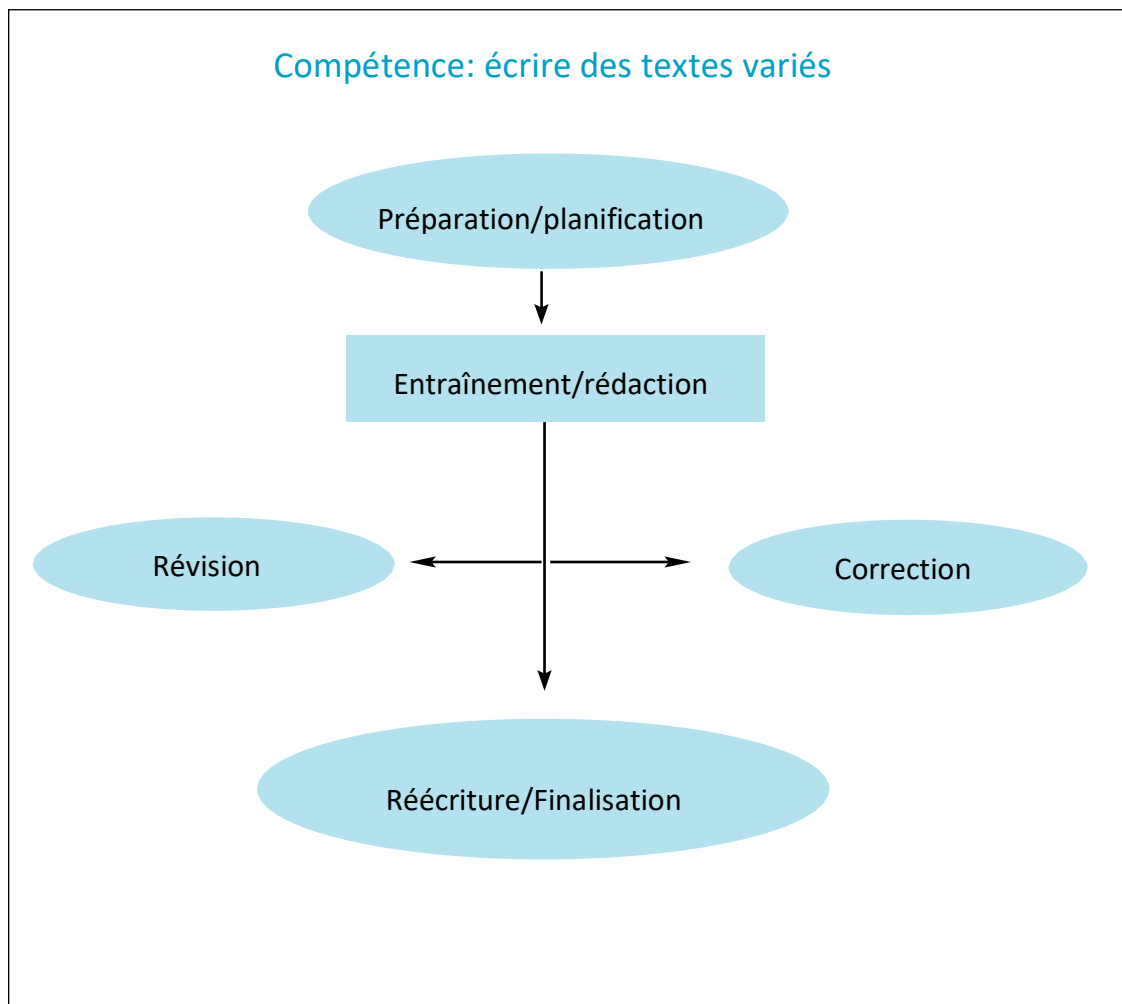 Compétence: écrire des textes variés
Préparation/planification
Entraînement/rédaction
Révision
Correction
Réécriture/Finalisation